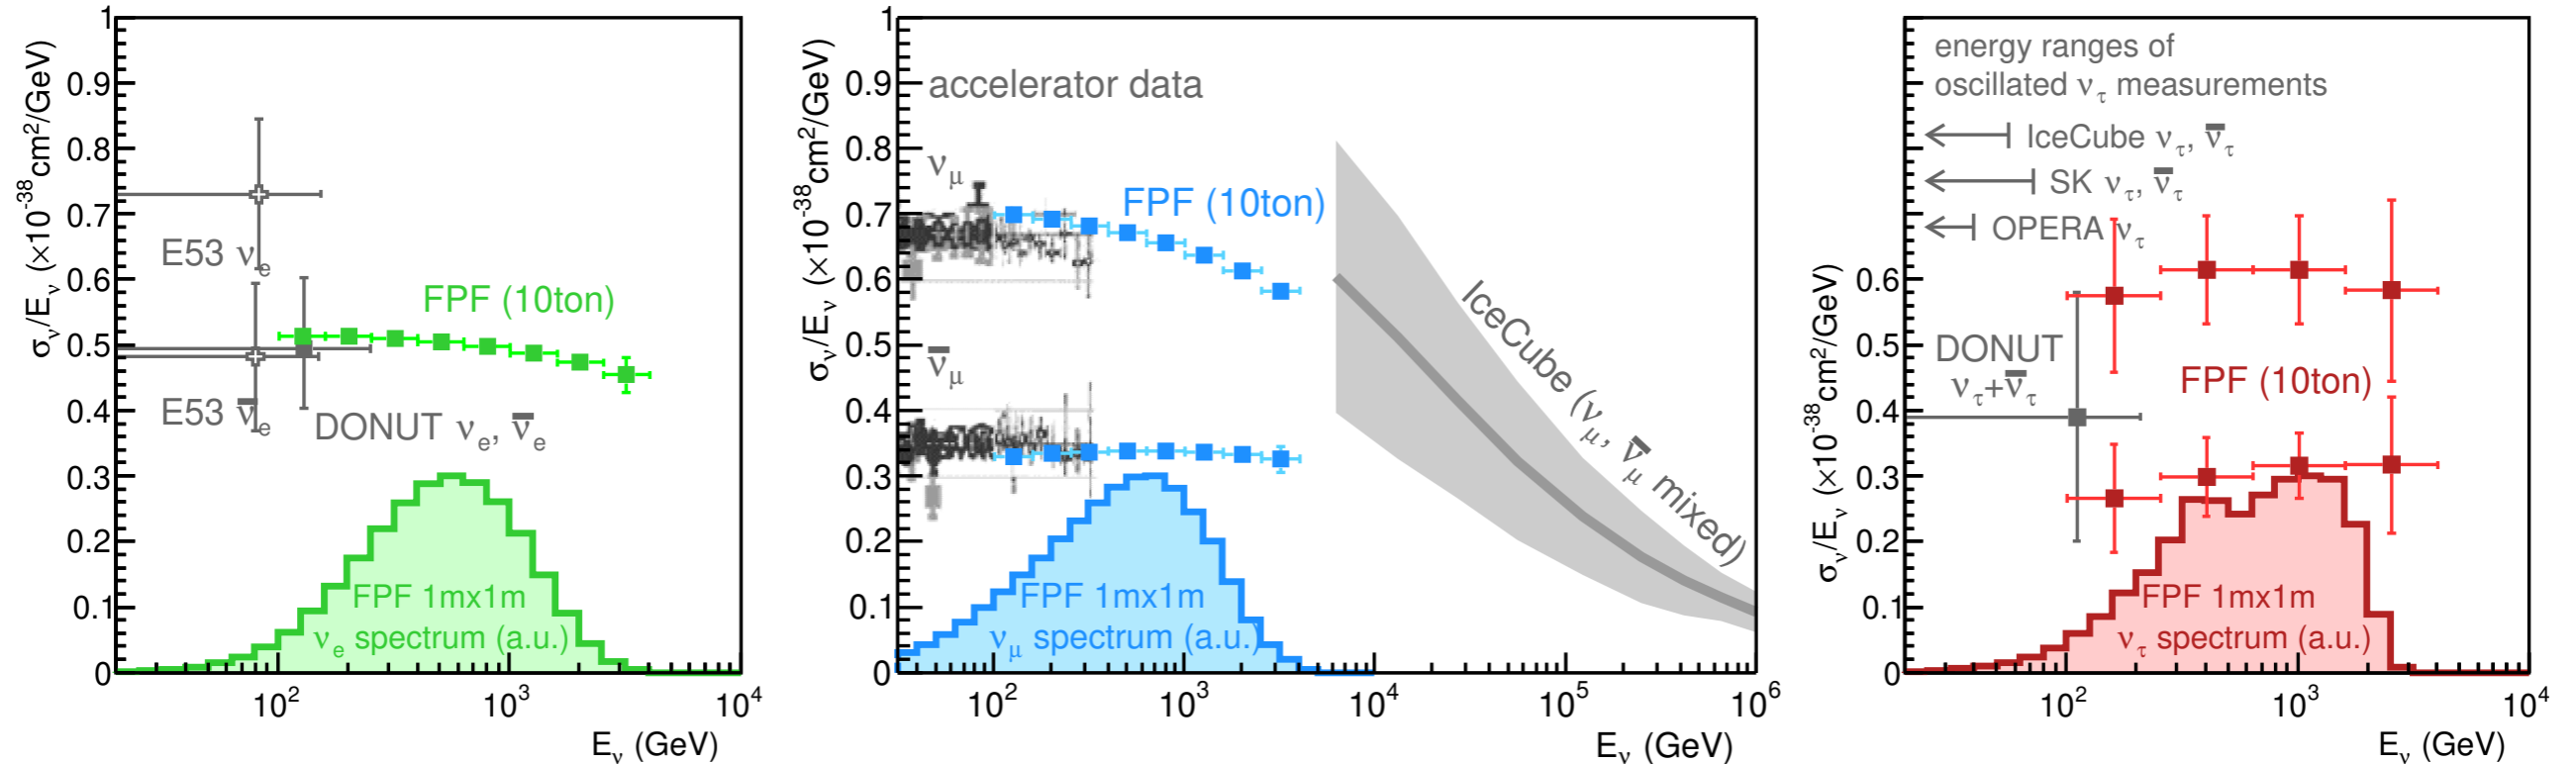 σν/Eν (×10⁻³⁸cm²/GeV)
1
0.9
0.8
0.7
0.6
0.5
0.4
0.3
0.2
0.1
0
E53 νe
FPF (10ton)
E53 ν̅e
DONUT νe, ν̅e
FPF 1mx1m
νe spectrum (a.u.)
10²
10³
10⁴
Eν (GeV)
σν/Eν (×10⁻³⁸cm²/GeV)
1
0.9
0.8
0.7
0.6
0.5
0.4
0.3
0.2
0.1
0
accelerator data
νμ
FPF (10ton)
ν̅μ
IceCube (νμ, ν̅μ mixed)
FPF 1mx1m
νμ spectrum (a.u.)
10²
10³
10⁴
10⁵
10⁶
Eν (GeV)
σν/Eν (×10⁻³⁸cm²/GeV)
0.6
0.5
0.4
0.3
0.2
0.1
0
energy ranges of
oscillated ντ measurements
IceCube ντ, ν̅τ
SK ντ, ν̅τ
OPERA ντ
DONUT
ντ+ν̅τ
FPF (10ton)
FPF 1mx1m
ντ spectrum (a.u.)
10²
10³
10⁴
Eν (GeV)